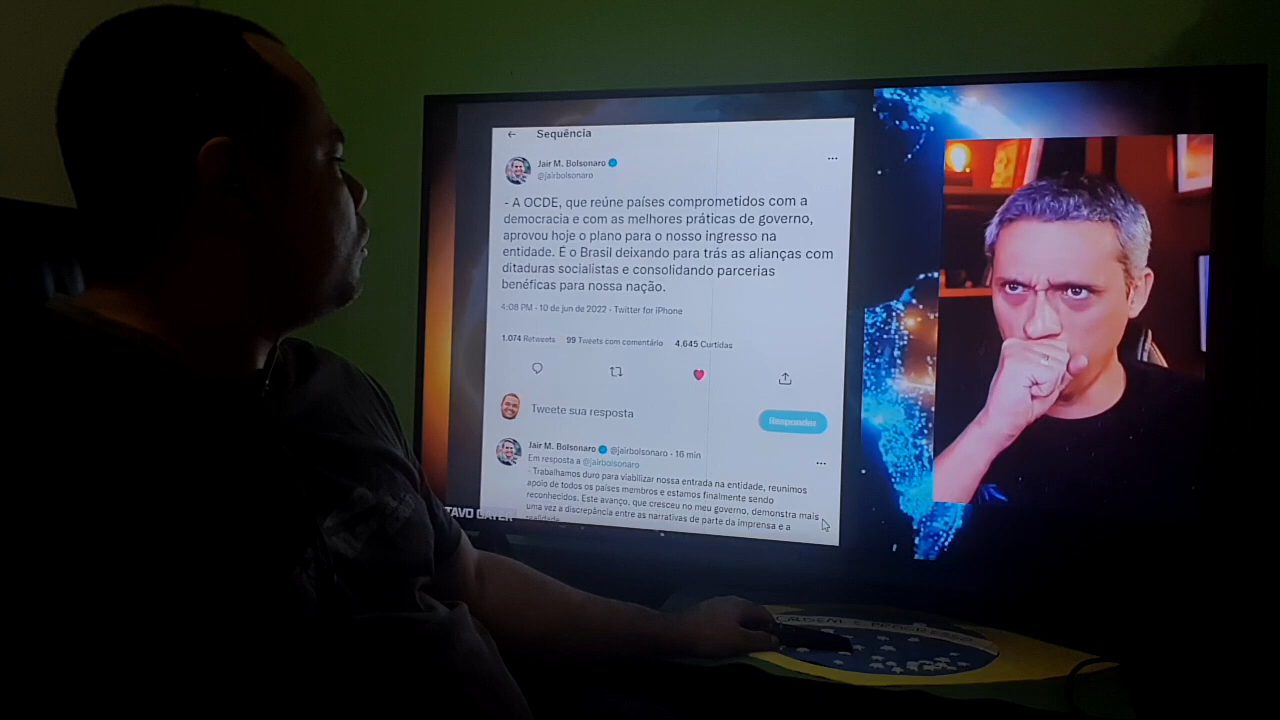 ← Sequência
Jair M. Bolsonaro
@jairbolsonaro
- A OCDE, que reúne países comprometidos com a
democracia e com as melhores práticas de governo,
aprovou hoje o plano para o nosso ingresso na
entidade. É o Brasil deixando para trás as alianças com
ditaduras socialistas e consolidando parcerias
benéficas para nossa nação.
4:08 PM · 10 de jun de 2022 · Twitter for iPhone
1.074 Retweets 99 Tweets com comentário 4.645 Curtidas
Tweete sua resposta
Responder
Jair M. Bolsonaro @jairbolsonaro · 16 min
Em resposta a @jairbolsonaro
- Trabalhamos duro para viabilizar nossa entrada na entidade, reunimos
apoio de todos os países membros e estamos finalmente sendo
reconhecidos. Este avanço, que cresceu no meu governo, demonstra mais
uma vez a discrepância entre as narrativas de parte da imprensa e a
realidade
TAVO GAYER
ORDEM E PROGRESSO